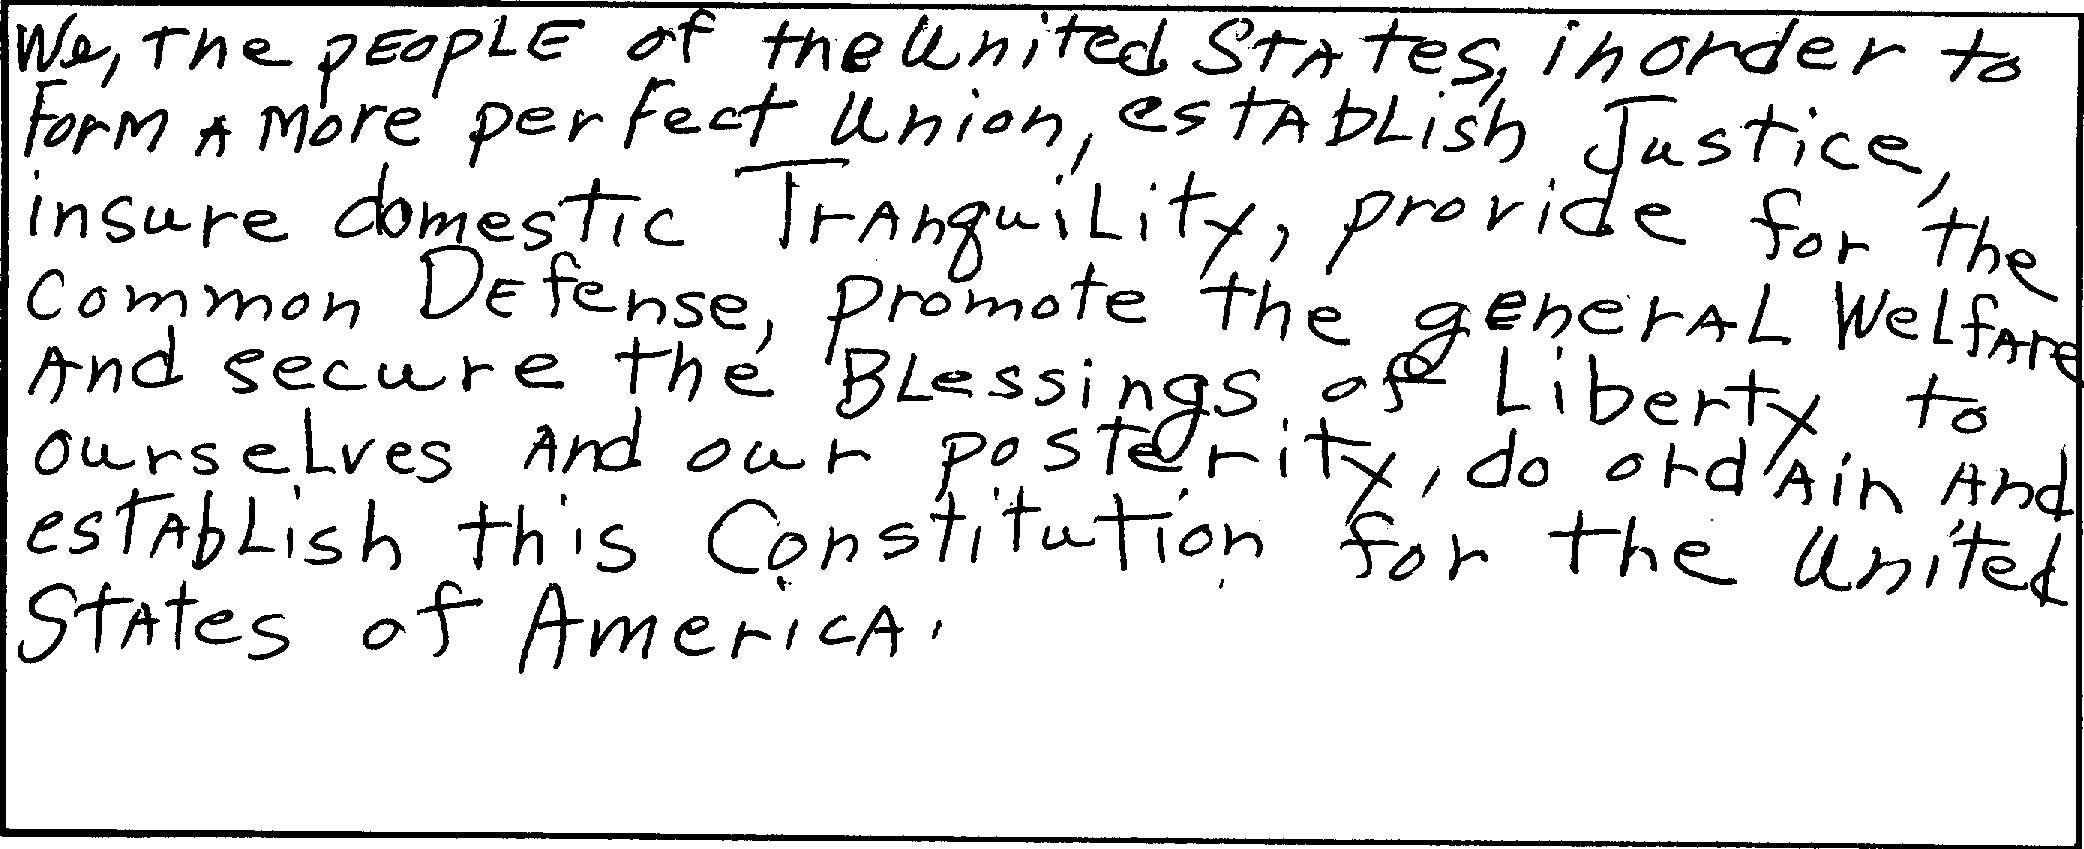 We, the people of the United States, in order to
form a more perfect Union, establish Justice,
insure domestic Tranquility, provide for the
common Defense, promote the general Welfare
and secure the Blessings of Liberty to
ourselves and our posterity, do ordain and
establish this Constitution for the United
States of America.